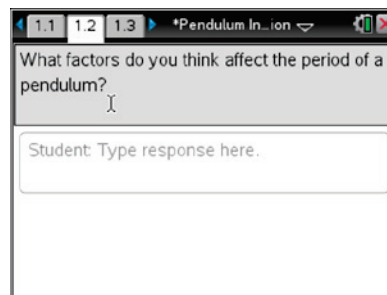 1.1 1.2 1.3 *Pendulum In...ion
What factors do you think affect the period of a
pendulum?
Student: Type response here.